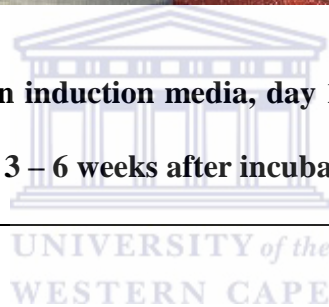 n induction media, day
3 – 6 weeks after incuba
UNIVERSITY of the
WESTERN CAPE